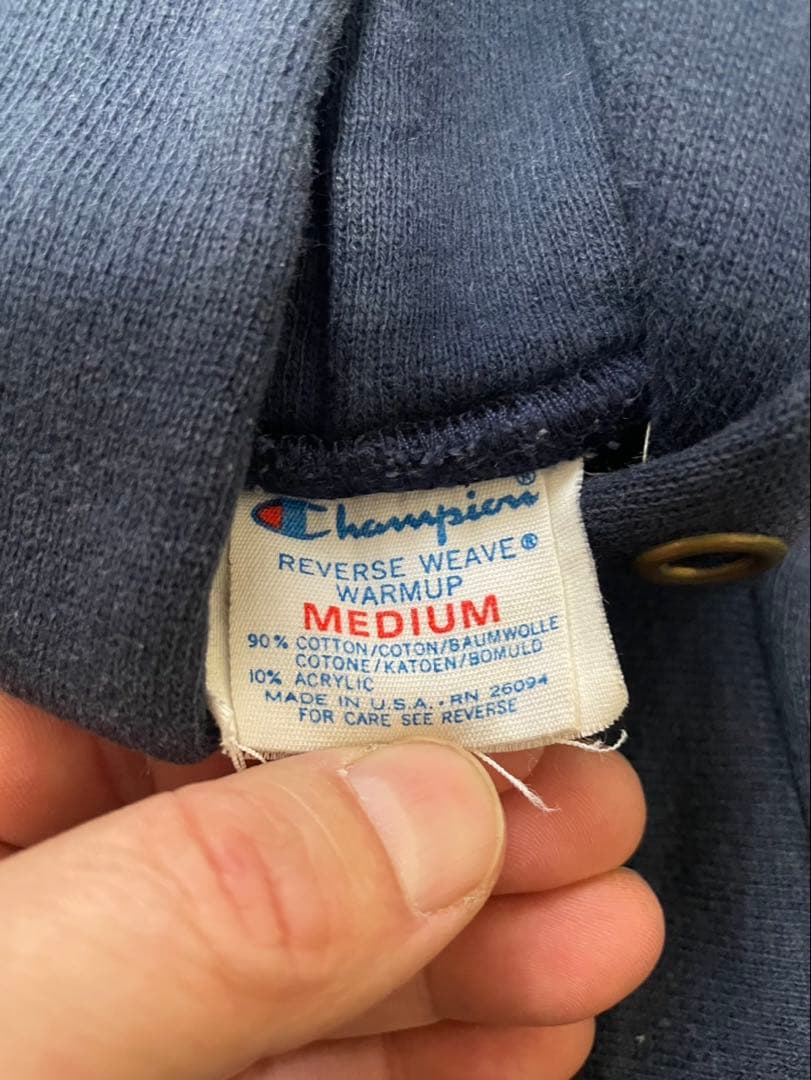 Champion®
REVERSE WEAVE®
WARMUP
MEDIUM
90% COTTON/COTON/BAUMWOLLE
COTONE/KATOEN/BOMULD
10% ACRYLIC
MADE IN U.S.A. • RN 26094
FOR CARE SEE REVERSE